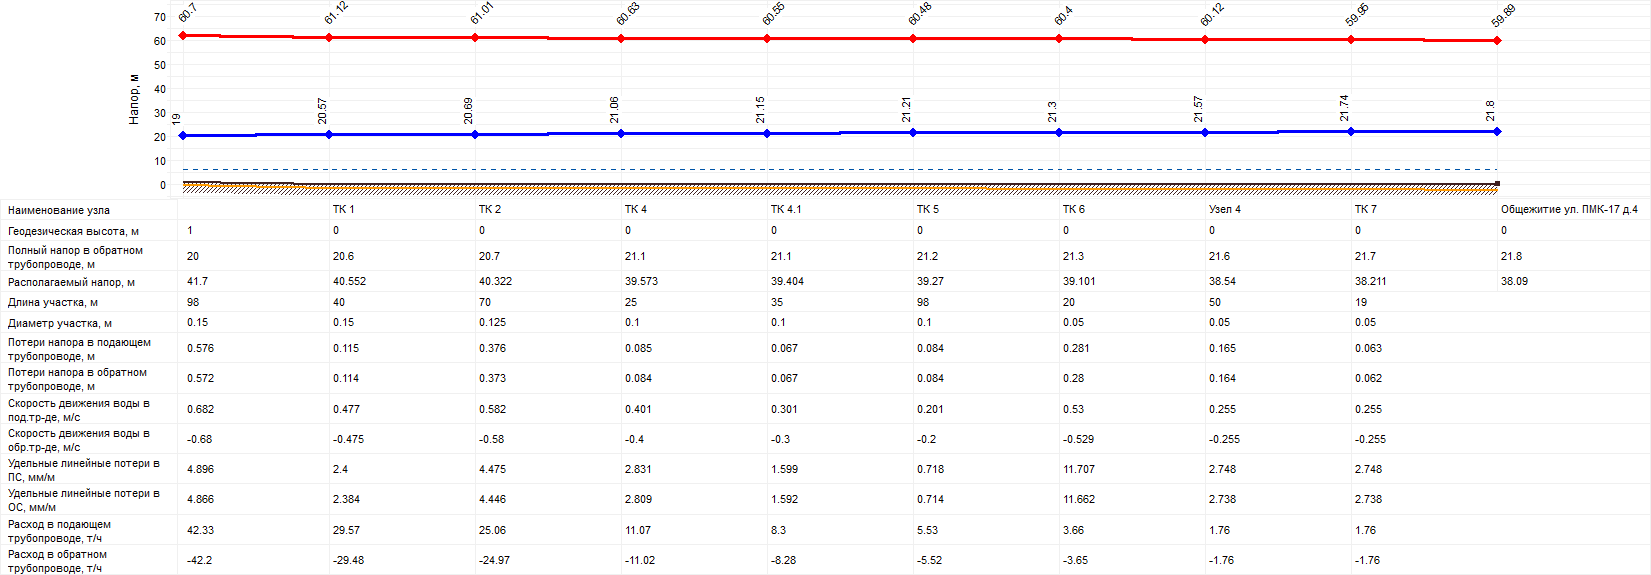 60.7 61.12 61.01 60.63 60.55 60.48 60.4 60.12 59.95 59.89
70
60
50
40
30
20
10
0
Напор, м
19 20.57 20.69 21.06 21.15 21.21 21.3 21.57 21.74 21.8
Наименование узла ТК 1 ТК 2 ТК 4 ТК 4.1 ТК 5 ТК 6 Узел 4 ТК 7 Общежитие ул. ПМК-17 д.4
Геодезическая высота, м 1 0 0 0 0 0 0 0 0 0
Полный напор в обратном
трубопроводе, м 20 20.6 20.7 21.1 21.1 21.2 21.3 21.6 21.7 21.8
Располагаемый напор, м 41.7 40.552 40.322 39.573 39.404 39.27 39.101 38.54 38.211 38.09
Длина участка, м 98 40 70 25 35 98 20 50 19
Диаметр участка, м 0.15 0.15 0.125 0.1 0.1 0.1 0.05 0.05 0.05
Потери напора в подающем
трубопроводе, м 0.576 0.115 0.376 0.085 0.067 0.084 0.281 0.165 0.063
Потери напора в обратном
трубопроводе, м 0.572 0.114 0.373 0.084 0.067 0.084 0.28 0.164 0.062
Скорость движения воды в
под.тр-де, м/с 0.682 0.477 0.582 0.401 0.301 0.201 0.53 0.255 0.255
Скорость движения воды в
обр.тр-де, м/с -0.68 -0.475 -0.58 -0.4 -0.3 -0.2 -0.529 -0.255 -0.255
Удельные линейные потери в
ПС, мм/м 4.896 2.4 4.475 2.831 1.599 0.718 11.707 2.748 2.748
Удельные линейные потери в
ОС, мм/м 4.866 2.384 4.446 2.809 1.592 0.714 11.662 2.738 2.738
Расход в подающем
трубопроводе, т/ч 42.33 29.57 25.06 11.07 8.3 5.53 3.66 1.76 1.76
Расход в обратном
трубопроводе, т/ч -42.2 -29.48 -24.97 -11.02 -8.28 -5.52 -3.65 -1.76 -1.76